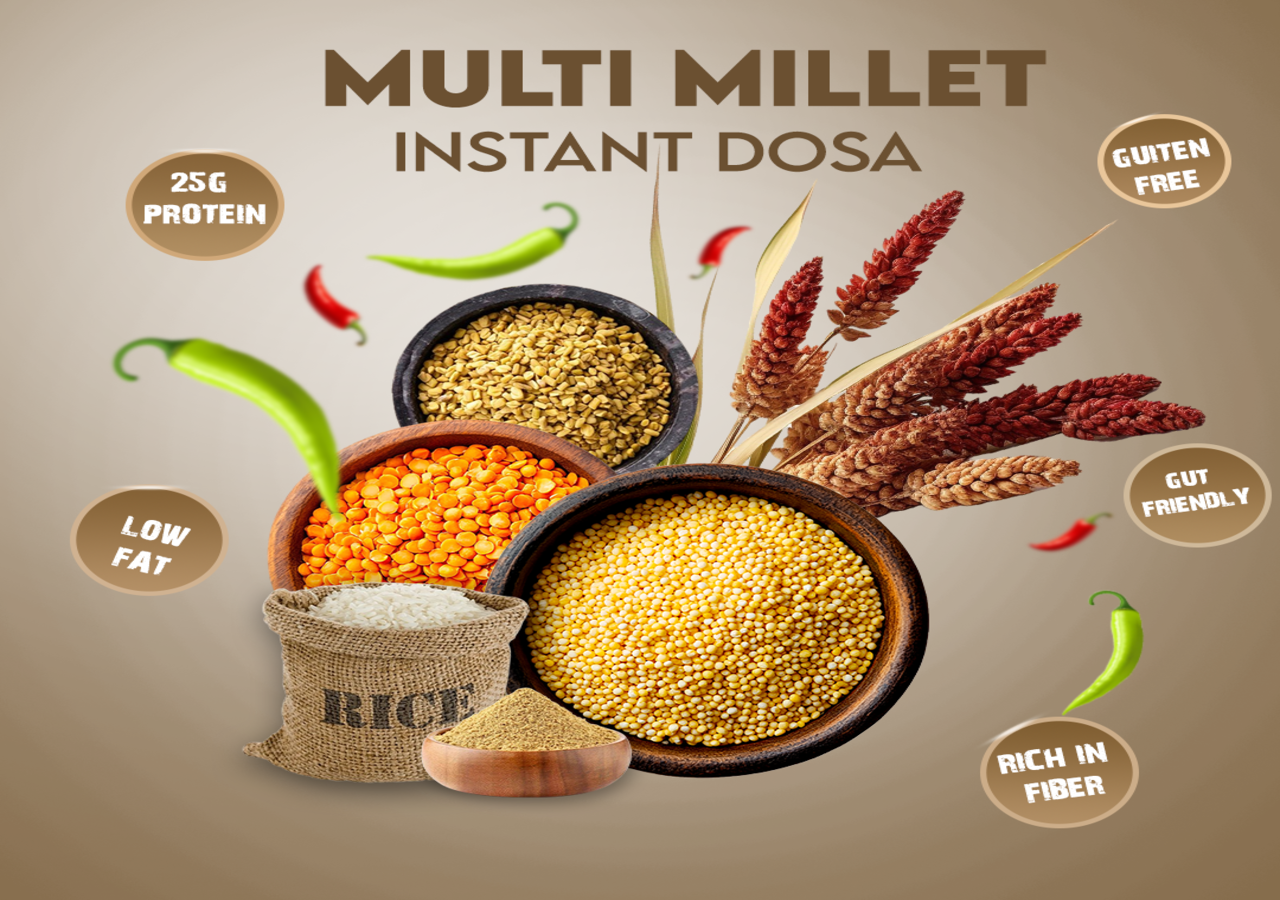 MULTI MILLET
INSTANT DOSA
GUITEN
FREE
25G
PROTEIN
GUT
FRIENDLY
LOW
FAT
RICE
RICH IN
FIBER